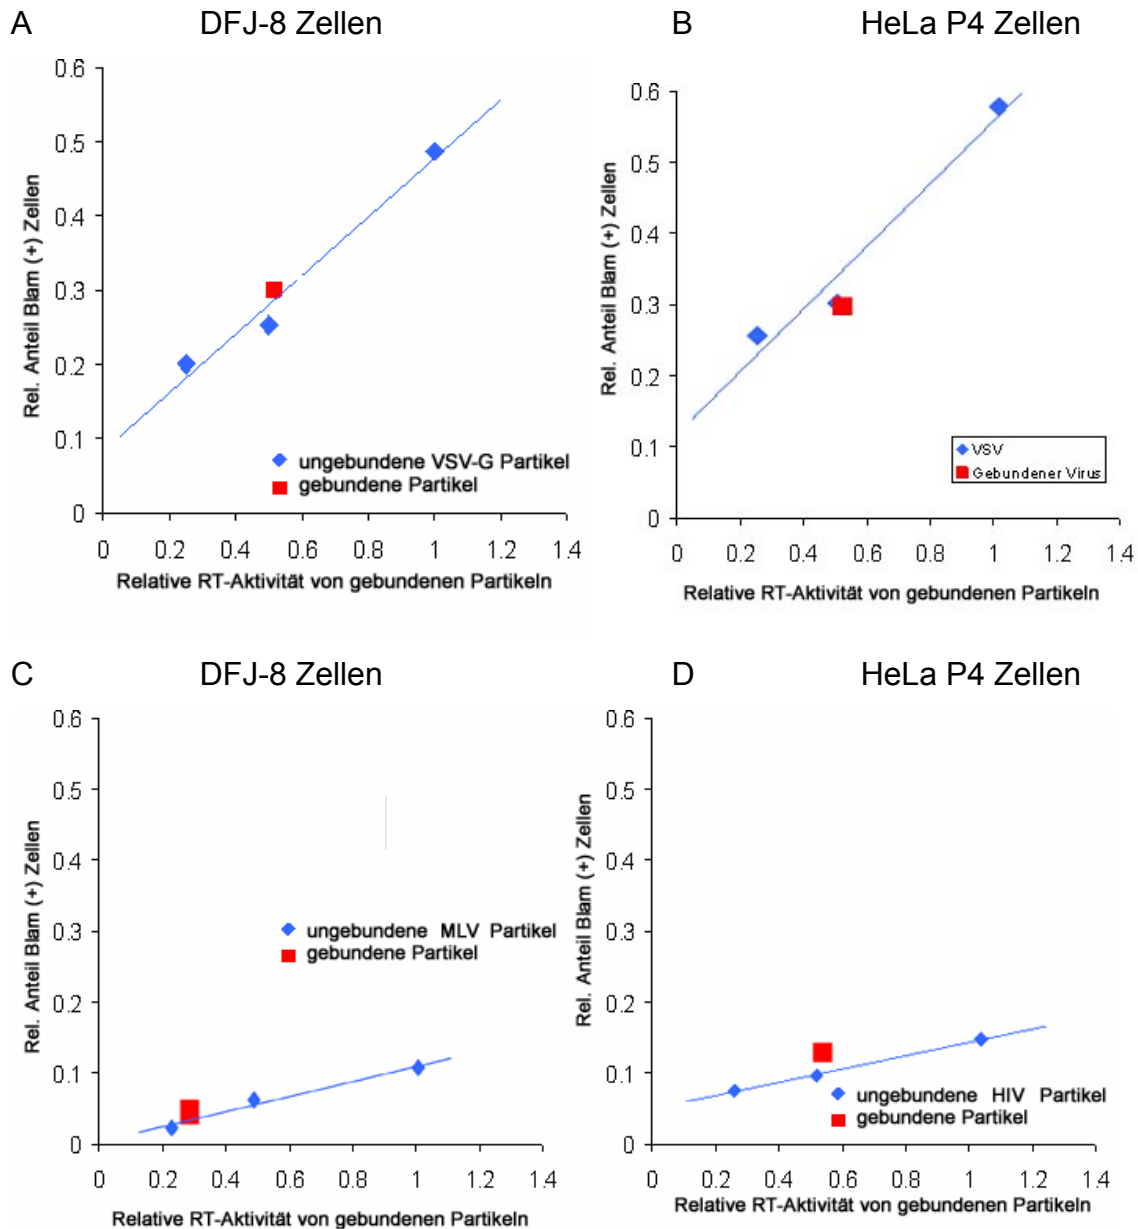 A DFJ-8 Zellen
0.6
0.5
0.4
0.3
0.2
0.1
0
Rel. Anteil Blam (+) Zellen
ungebundene VSV-G Partikel
gebundene Partikel
0 0.2 0.4 0.6 0.8 1 1.2 1.4
Relative RT-Aktivität von gebundenen Partikeln
B HeLa P4 Zellen
0.6
0.5
0.4
0.3
0.2
0.1
0
Rel. Anteil Blam (+) Zellen
VSV
Gebundener Virus
0 0.2 0.4 0.6 0.8 1 1.2 1.4
Relative RT-Aktivität von gebundenen Partikeln
C DFJ-8 Zellen
0.6
0.5
0.4
0.3
0.2
0.1
0
Rel. Anteil Blam (+) Zellen
ungebundene MLV Partikel
gebundene Partikel
0 0.2 0.4 0.6 0.8 1 1.2 1.4
Relative RT-Aktivität von gebundenen Partikeln
D HeLa P4 Zellen
0.6
0.5
0.4
0.3
0.2
0.1
0
Rel. Anteil Blam (+) Zellen
ungebundene HIV Partikel
gebundene Partikel
0 0.2 0.4 0.6 0.8 1 1.2 1.4
Relative RT-Aktivität von gebundenen Partikeln